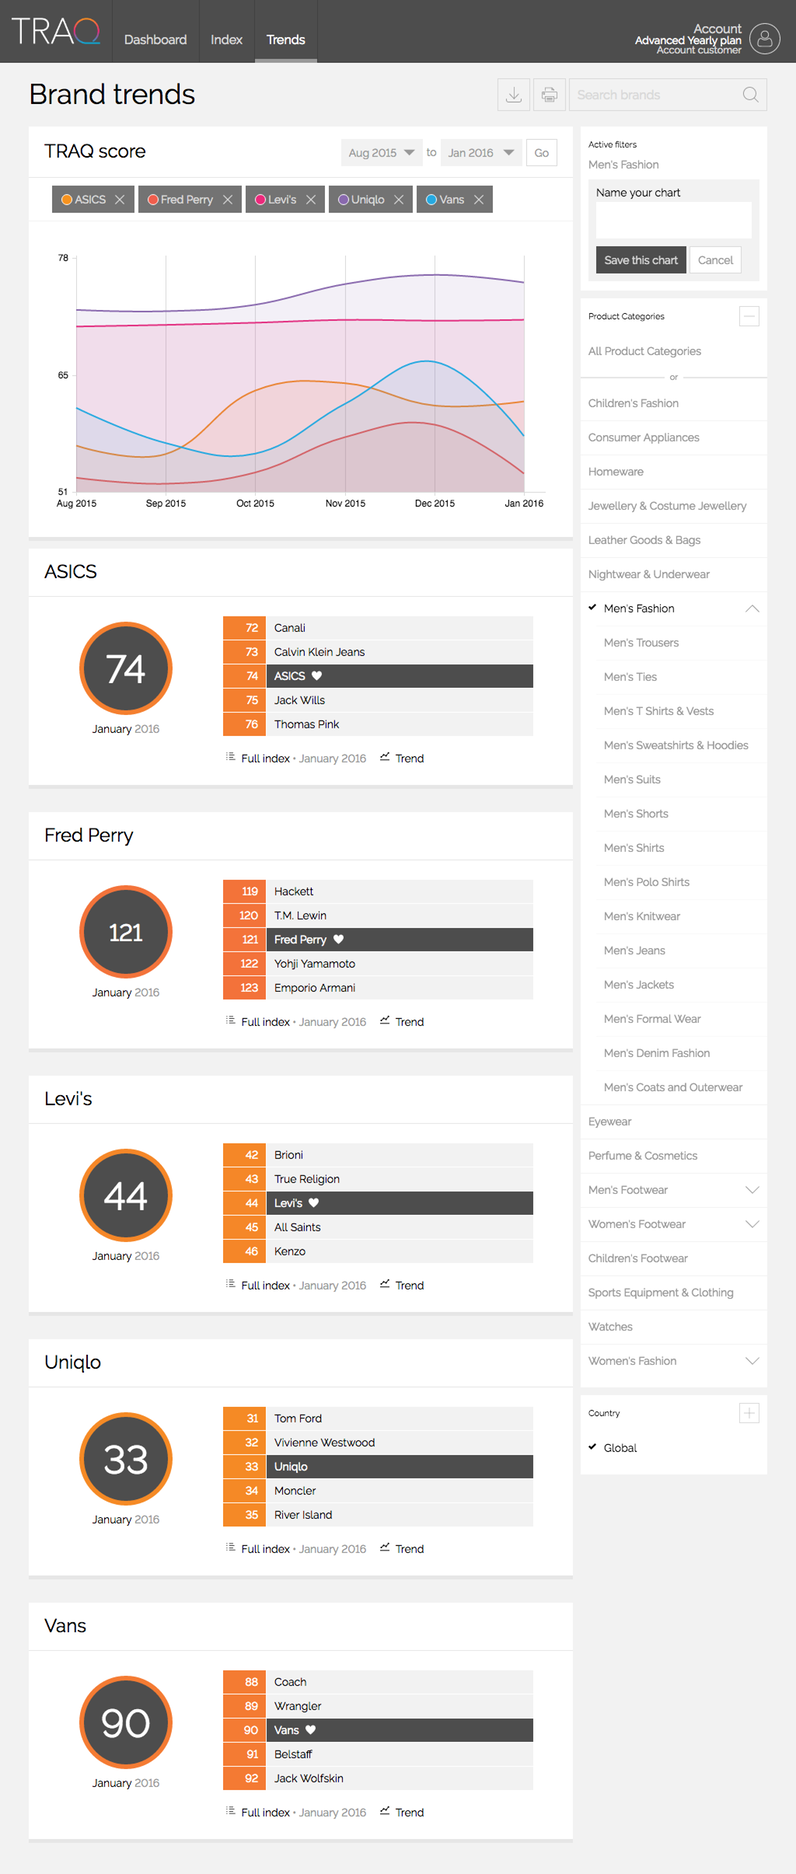 TRAQ
Dashboard
Index
Trends
Account
Advanced Yearly plan
Account customer
Brand trends
Search brands
TRAQ score
Aug 2015 to Jan 2016 Go
ASICS Fred Perry Levi's Uniqlo Vans
78
65
51
Aug 2015 Sep 2015 Oct 2015 Nov 2015 Dec 2015 Jan 2016
ASICS
74
January 2016
72 Canali
73 Calvin Klein Jeans
74 ASICS
75 Jack Wills
76 Thomas Pink
Full index • January 2016 Trend
Fred Perry
121
January 2016
119 Hackett
120 T.M. Lewin
121 Fred Perry
122 Yohji Yamamoto
123 Emporio Armani
Full index • January 2016 Trend
Levi's
44
January 2016
42 Brioni
43 True Religion
44 Levi's
45 All Saints
46 Kenzo
Full index • January 2016 Trend
Uniqlo
33
January 2016
31 Tom Ford
32 Vivienne Westwood
33 Uniqlo
34 Moncler
35 River Island
Full index • January 2016 Trend
Vans
90
January 2016
88 Coach
89 Wrangler
90 Vans
91 Belstaff
92 Jack Wolfskin
Full index • January 2016 Trend
Active filters
Men's Fashion
Name your chart
Save this chart Cancel
Product Categories
All Product Categories
or
Children's Fashion
Consumer Appliances
Homeware
Jewellery & Costume Jewellery
Leather Goods & Bags
Nightwear & Underwear
Men's Fashion
Men's Trousers
Men's Ties
Men's T Shirts & Vests
Men's Sweatshirts & Hoodies
Men's Suits
Men's Shorts
Men's Shirts
Men's Polo Shirts
Men's Knitwear
Men's Jeans
Men's Jackets
Men's Formal Wear
Men's Denim Fashion
Men's Coats and Outerwear
Eyewear
Perfume & Cosmetics
Men's Footwear
Women's Footwear
Children's Footwear
Sports Equipment & Clothing
Watches
Women's Fashion
Country
Global